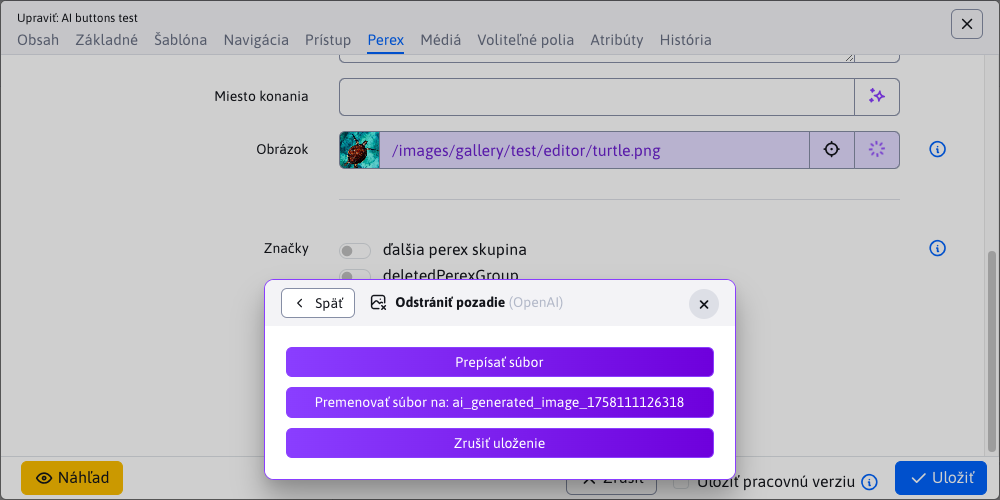 Upraviť: AI buttons test
Obsah Základné Šablóna Navigácia Prístup Perex Médiá Voliteľné polia Atribúty História
Miesto konania
Obrázok /images/gallery/test/editor/turtle.png
Značky ďalšia perex skupina
deletedPerexGroup
Späť Odstrániť pozadie (OpenAI)
Prepísať súbor
Premenovať súbor na: ai_generated_image_1758111126318
Zrušiť uloženie
Náhľad Zrušiť Uložiť pracovnú verziu Uložiť